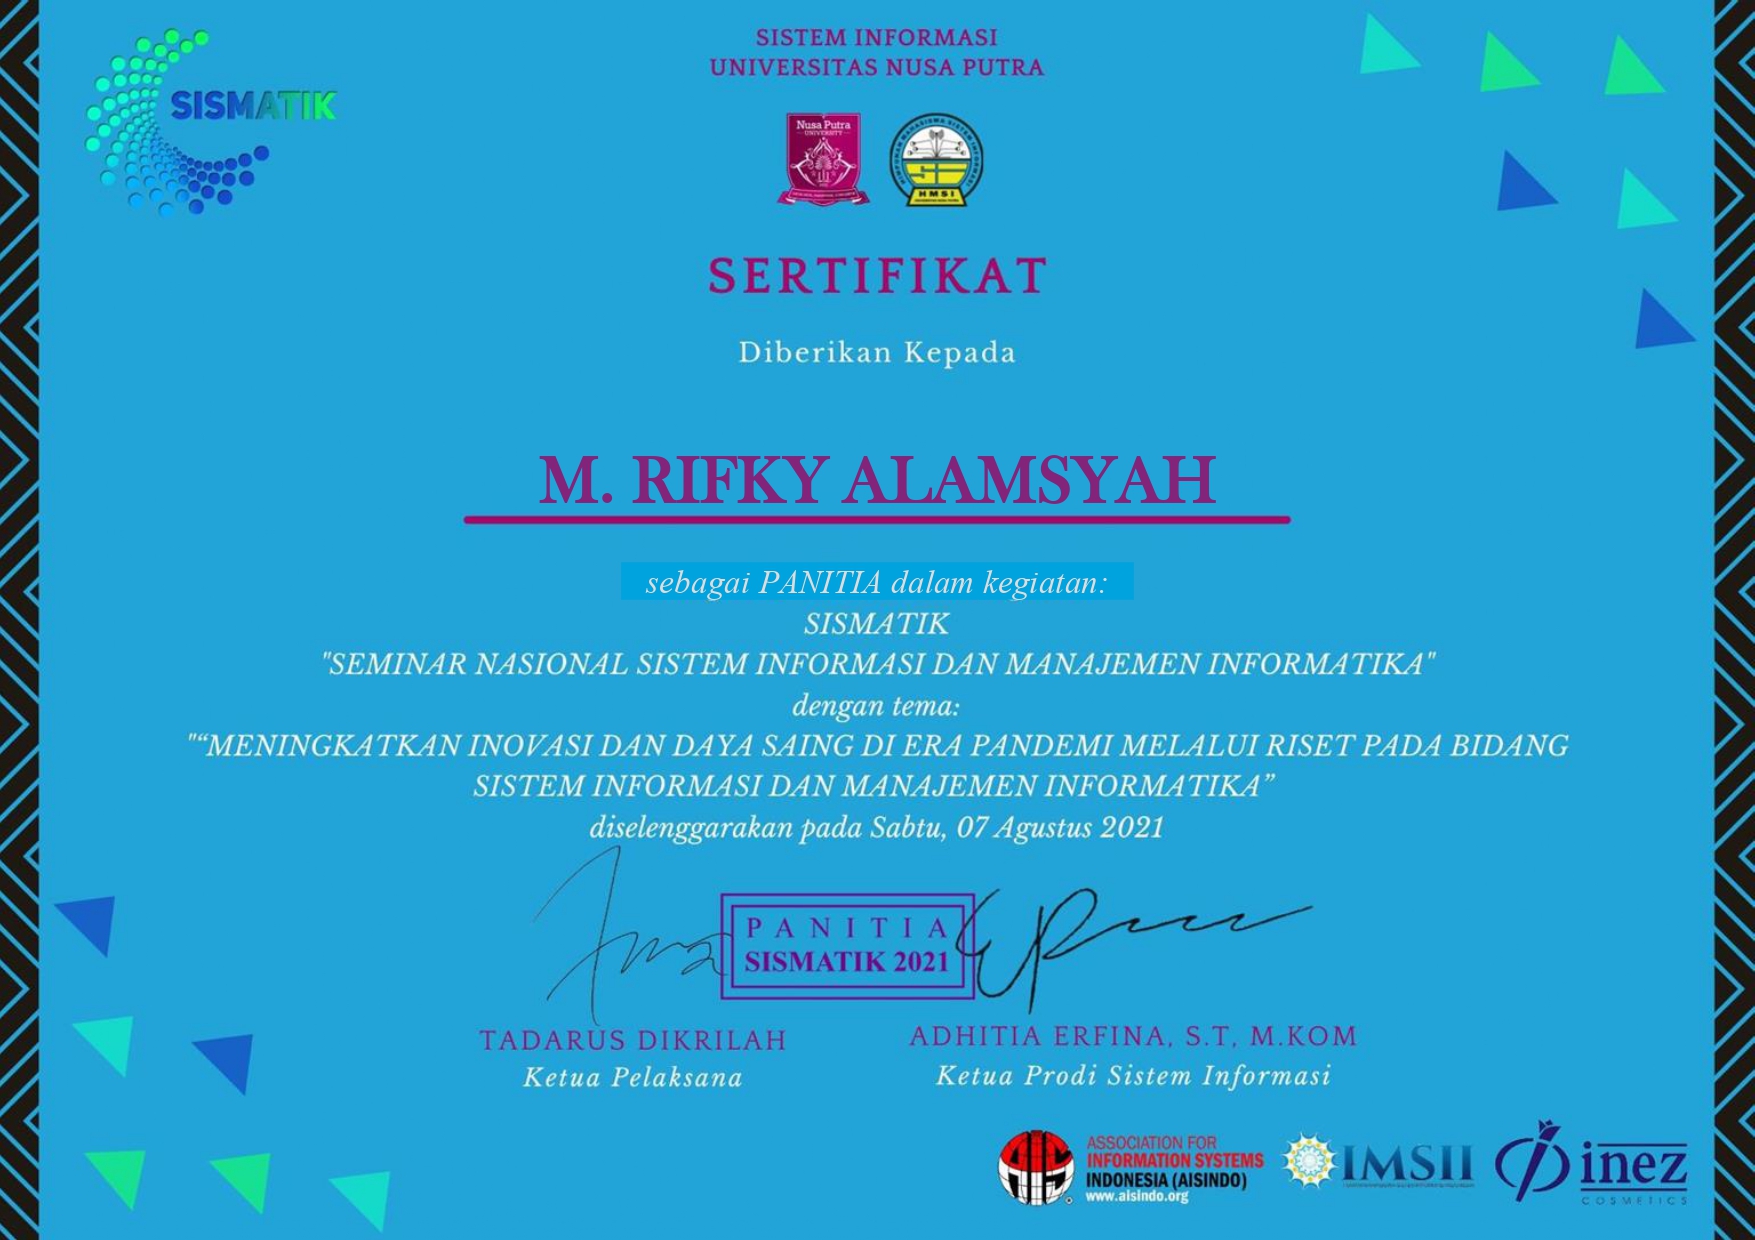 SISMATIK
SISTEM INFORMASI
UNIVERSITAS NUSA PUTRA
Nusa Putra
UNIVERSITY
HIMPUNAN MAHASISWA SISTEM INFORMASI
HMSI
SERTIFIKAT
Diberikan Kepada
M. RIFKY ALAMSYAH
sebagai PANITIA dalam kegiatan:
SISMATIK
"SEMINAR NASIONAL SISTEM INFORMASI DAN MANAJEMEN INFORMATIKA"
dengan tema:
"“MENINGKATKAN INOVASI DAN DAYA SAING DI ERA PANDEMI MELALUI RISET PADA BIDANG
SISTEM INFORMASI DAN MANAJEMEN INFORMATIKA”
diselenggarakan pada Sabtu, 07 Agustus 2021
PANITIA
SISMATIK 2021
TADARUS DIKRILAH
Ketua Pelaksana
ADHITIA ERFINA, S.T, M.KOM
Ketua Prodi Sistem Informasi
ASSOCIATION FOR
INFORMATION SYSTEMS
INDONESIA (AISINDO)
www.aisindo.org
IMSII
inez
COSMETICS